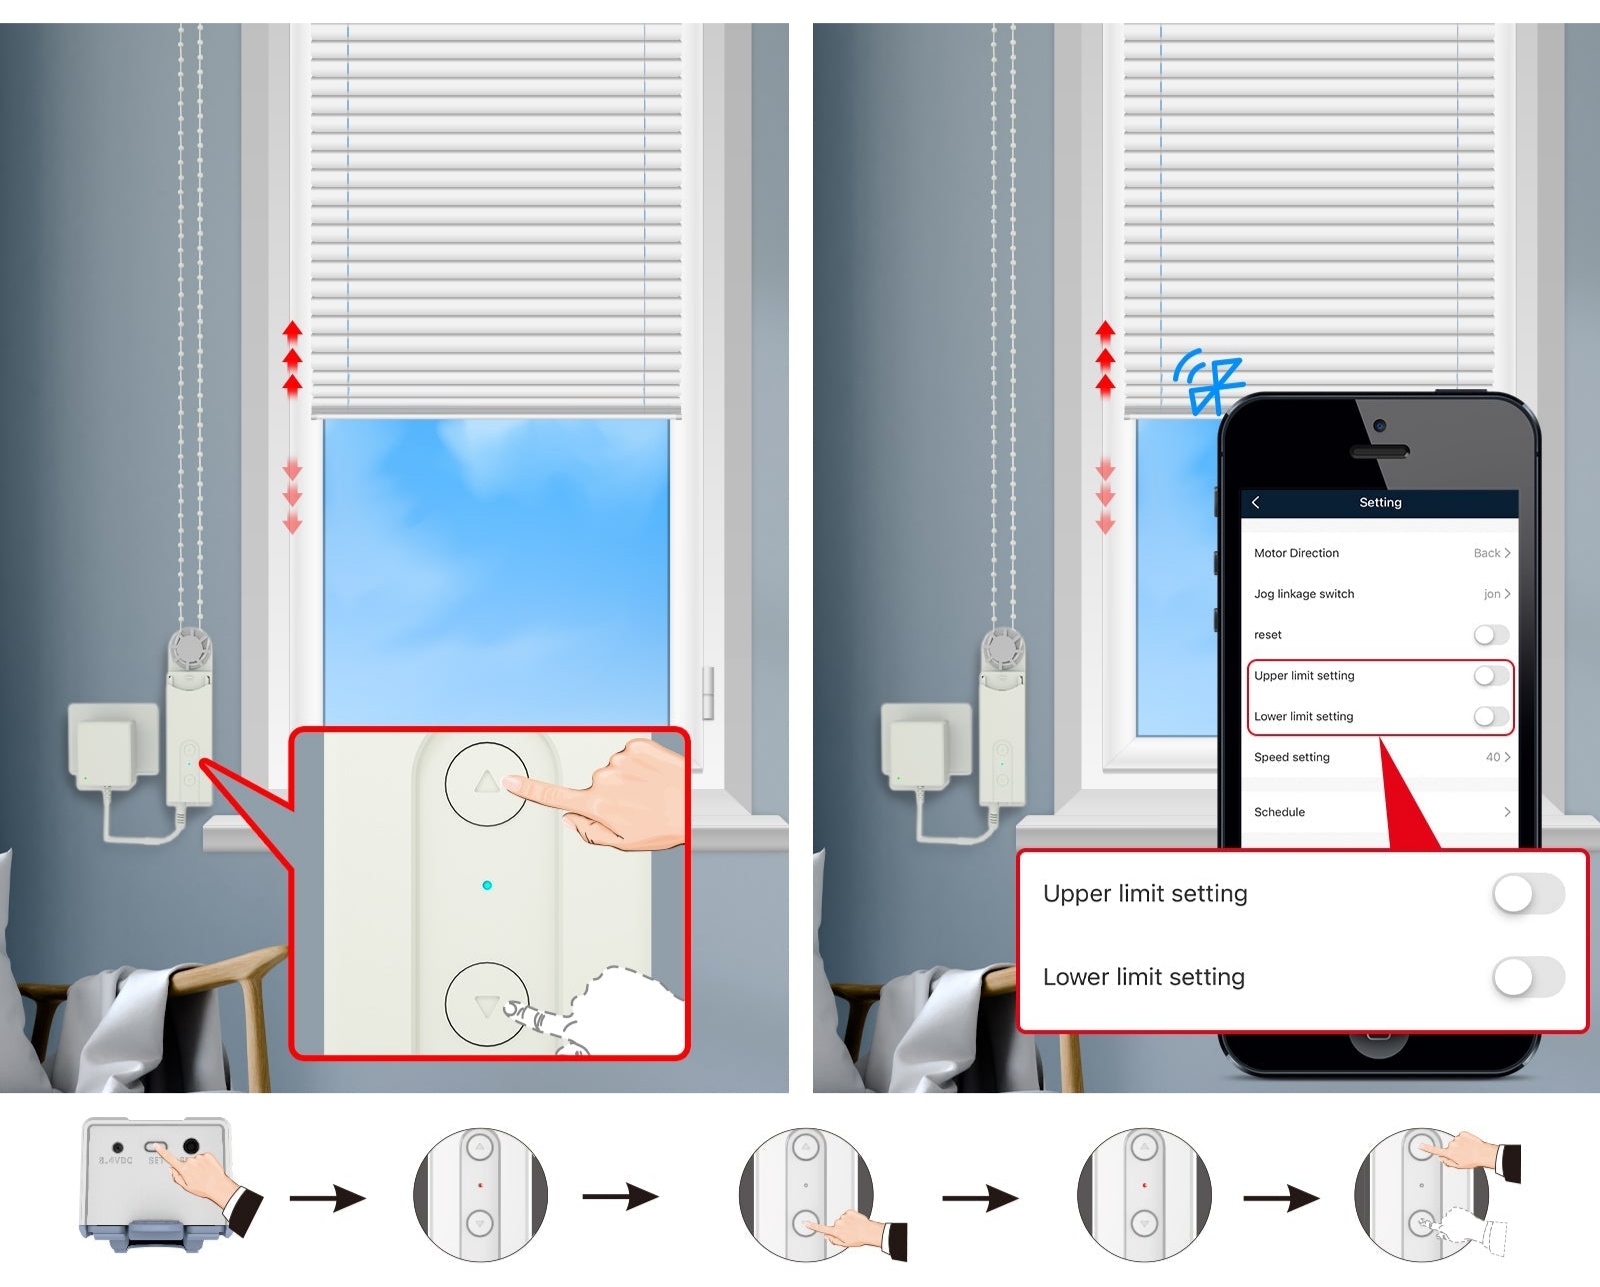 Setting
Motor Direction Back
Jog linkage switch jon
reset
Upper limit setting
Lower limit setting
Speed setting 40
Schedule
Upper limit setting
Lower limit setting
8.4VDC SET